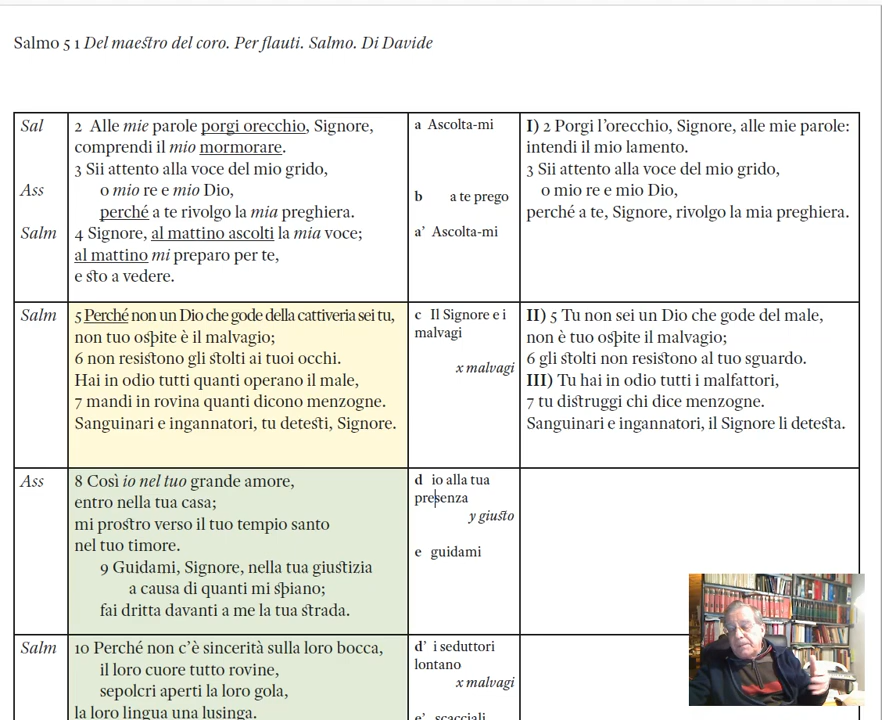 Salmo 5 1 Del maestro del coro. Per flauti. Salmo. Di Davide
Sal
2 Alle mie parole porgi orecchio, Signore,
comprendi il mio mormorare.
3 Sii attento alla voce del mio grido,
Ass
o mio re e mio Dio,
perché a te rivolgo la mia preghiera.
Salm
4 Signore, al mattino ascolti la mia voce;
al mattino mi preparo per te,
e sto a vedere.
a Ascolta-mi
b a te prego
a' Ascolta-mi
I) 2 Porgi l'orecchio, Signore, alle mie parole:
intendi il mio lamento.
3 Sii attento alla voce del mio grido,
o mio re e mio Dio,
perché a te, Signore, rivolgo la mia preghiera.
Salm
5 Perché non un Dio che gode della cattiveria sei tu,
non tuo ospite è il malvagio;
6 non resistono gli stolti ai tuoi occhi.
Hai in odio tutti quanti operano il male,
7 mandi in rovina quanti dicono menzogne.
Sanguinari e ingannatori, tu detesti, Signore.
c Il Signore e i
malvagi
x malvagi
II) 5 Tu non sei un Dio che gode del male,
non è tuo ospite il malvagio;
6 gli stolti non resistono al tuo sguardo.
III) Tu hai in odio tutti i malfattori,
7 tu distruggi chi dice menzogne.
Sanguinari e ingannatori, il Signore li detesta.
Ass
8 Così io nel tuo grande amore,
entro nella tua casa;
mi prostro verso il tuo tempio santo
nel tuo timore.
9 Guidami, Signore, nella tua giustizia
a causa di quanti mi spiano;
fai dritta davanti a me la tua strada.
d io alla tua
presenza
y giusto
e guidami
Salm
10 Perché non c'è sincerità sulla loro bocca,
il loro cuore tutto rovine,
sepolcri aperti la loro gola,
la loro lingua una lusinga.
d' i seduttori
lontano
x malvagi
e' scacciali